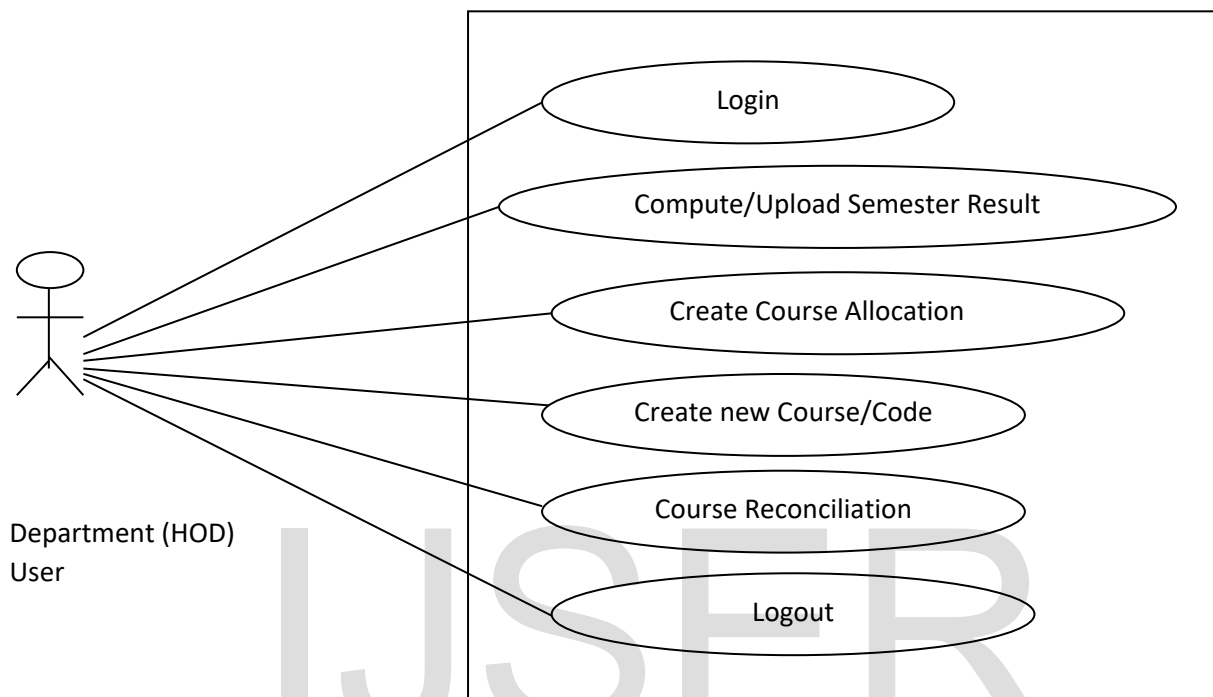 Login
Compute/Upload Semester Result
Create Course Allocation
Create new Course/Code
Course Reconciliation
Department (HOD)
User
Logout
IJSER